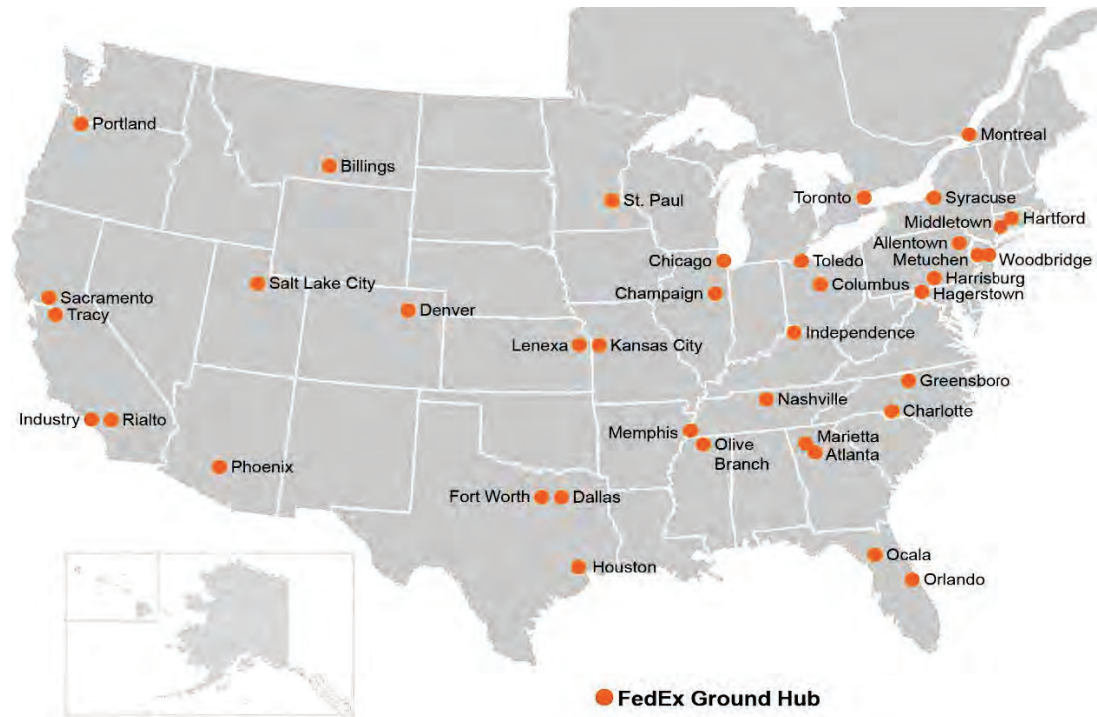 Portland
Billings
Montreal
St. Paul
Toronto
Syracuse
Middletown
Hartford
Allentown
Chicago
Toledo
Metuchen
Woodbridge
Salt Lake City
Columbus
Harrisburg
Champaign
Hagerstown
Sacramento
Tracy
Denver
Independence
Lenexa
Kansas City
Greensboro
Nashville
Industry
Rialto
Charlotte
Memphis
Olive
Branch
Marietta
Atlanta
Phoenix
Fort Worth
Dallas
Ocala
Houston
Orlando
FedEx Ground Hub